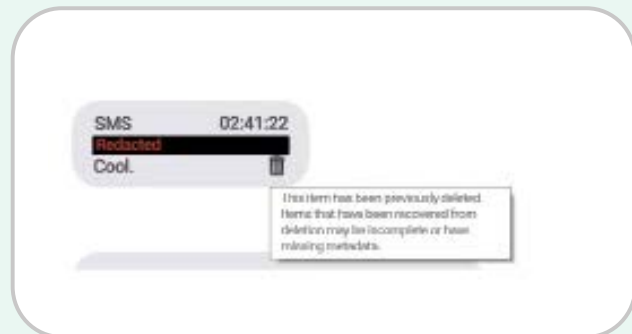 SMS 02:41:22
Redacted
Cool.
This item has been previously deleted.
Items that have been recovered from
deletion may be incomplete or have
missing metadata.